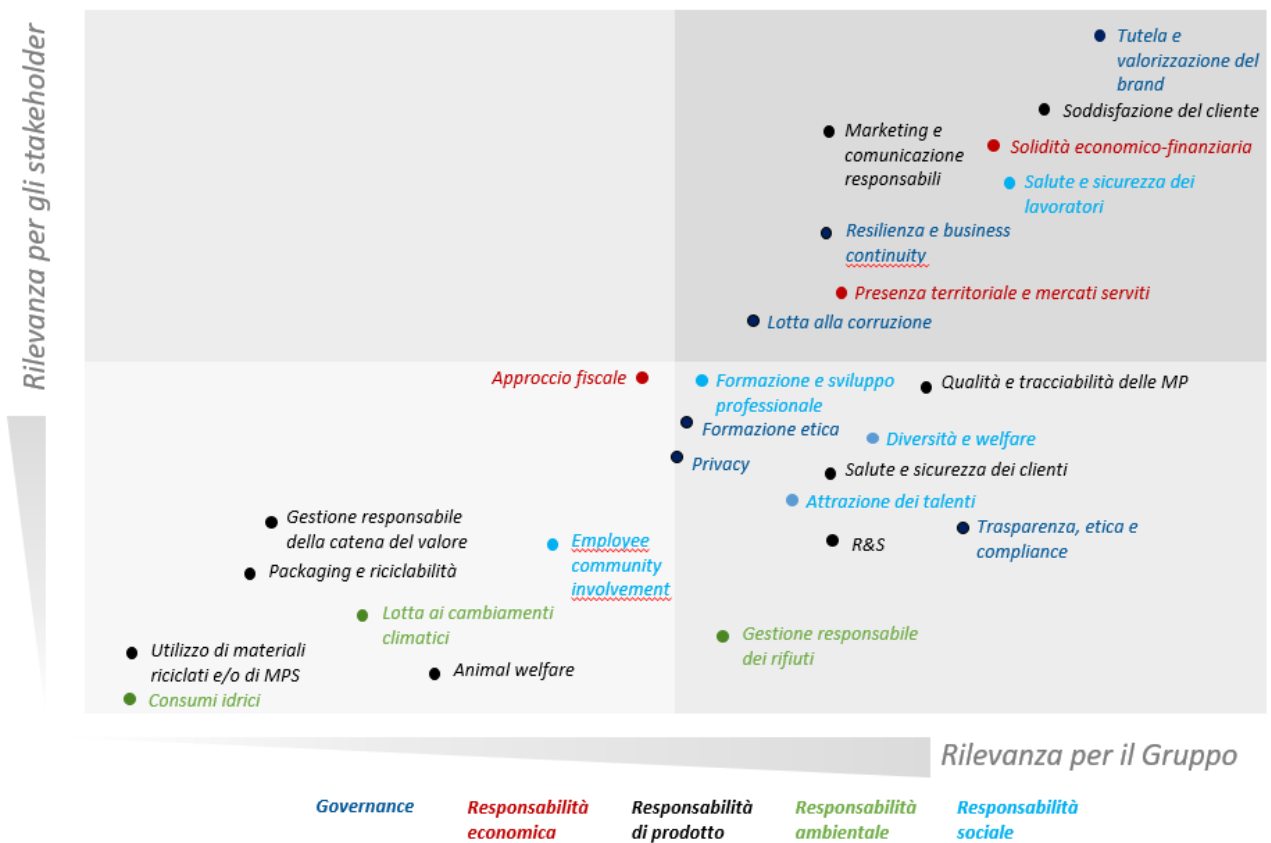 Rilevanza per gli stakeholder
Tutela e
valorizzazione del
brand
Soddisfazione del cliente
Marketing e
comunicazione
responsabili
Solidità economico-finanziaria
Salute e sicurezza dei
lavoratori
Resilienza e business
continuity
Presenza territoriale e mercati serviti
Lotta alla corruzione
Approccio fiscale
Formazione e sviluppo
professionale
Qualità e tracciabilità delle MP
Formazione etica
Diversità e welfare
Privacy
Salute e sicurezza dei clienti
Attrazione dei talenti
Gestione responsabile
della catena del valore
Employee
community
involvement
R&S
Trasparenza, etica e
compliance
Packaging e riciclabilità
Lotta ai cambiamenti
climatici
Gestione responsabile
dei rifiuti
Utilizzo di materiali
riciclati e/o di MPS
Animal welfare
Consumi idrici
Rilevanza per il Gruppo
Governance
Responsabilità
economica
Responsabilità
di prodotto
Responsabilità
ambientale
Responsabilità
sociale